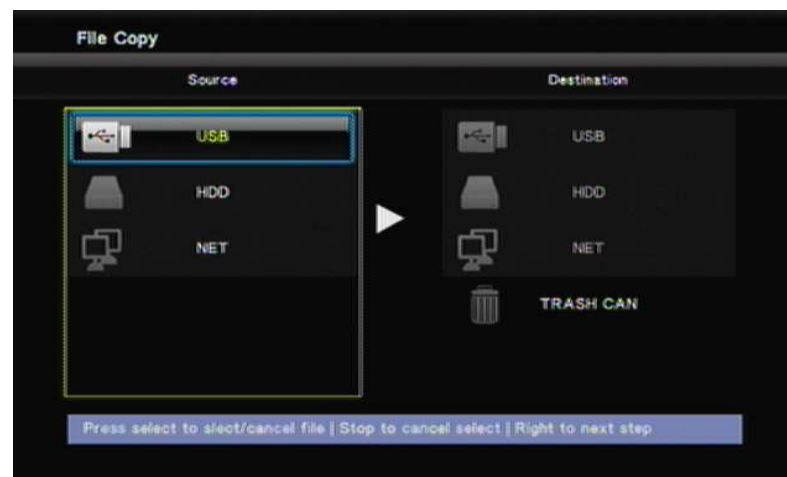 File Copy
Source Destination
USB USB
HDD HDD
NET NET
TRASH CAN
Press select to slect/cancel file | Stop to cancel select | Right to next step